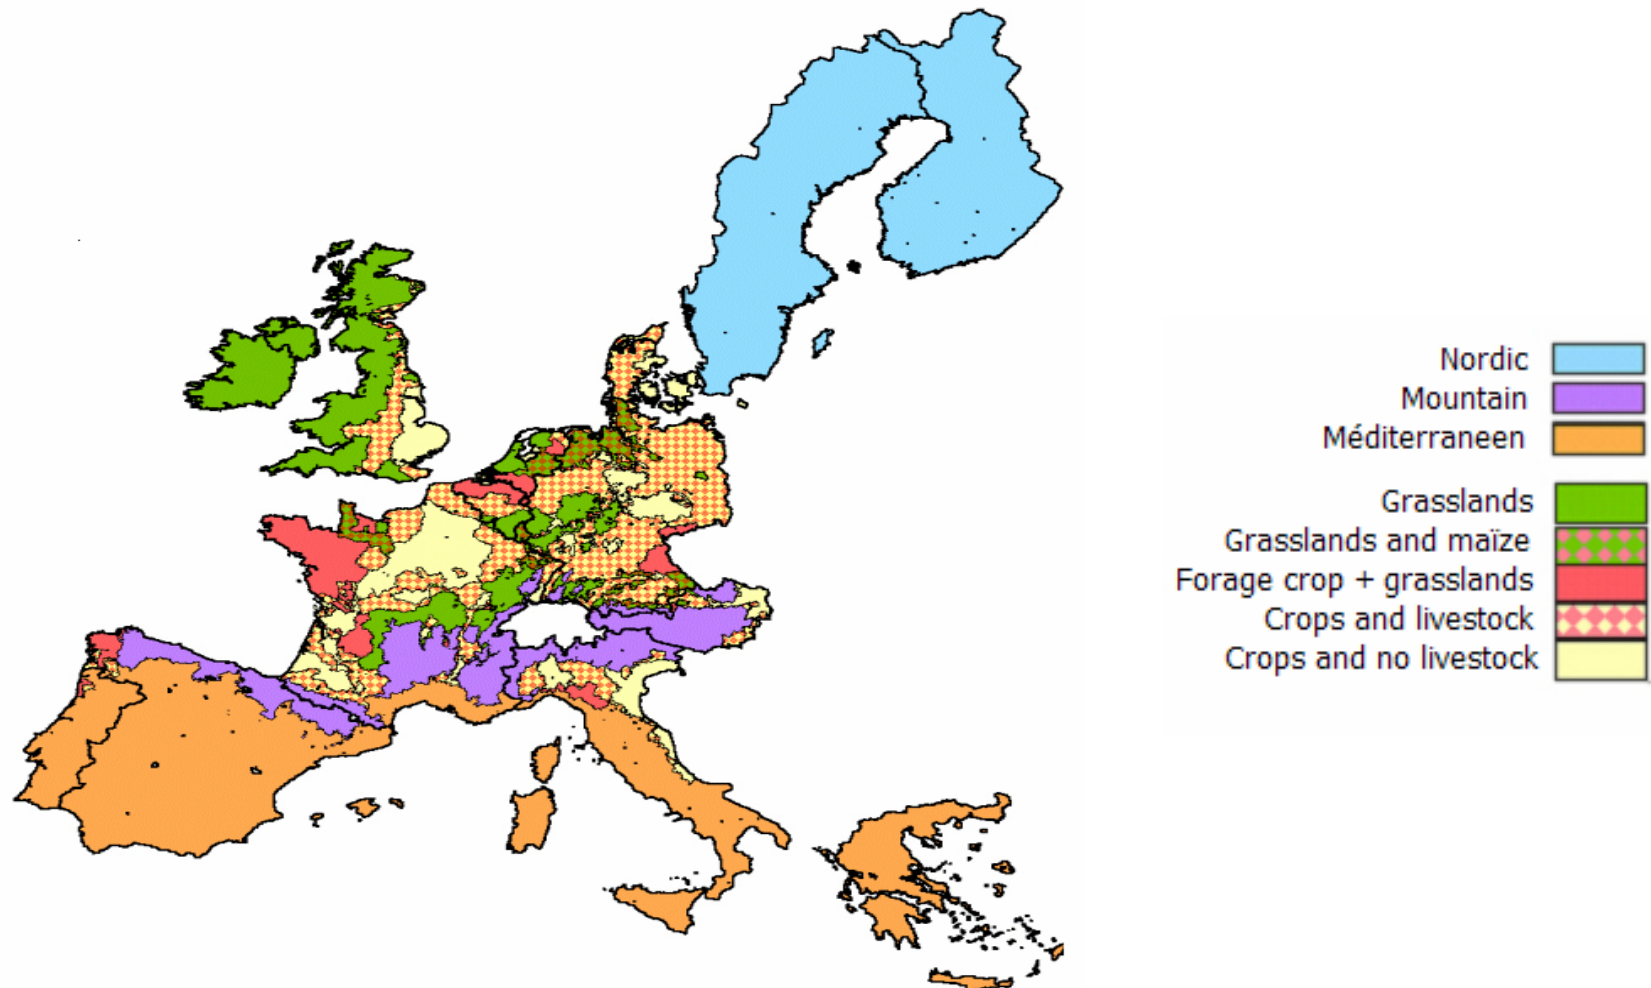 Nordic
Mountain
Méditerraneen
Grasslands
Grasslands and maïze
Forage crop + grasslands
Crops and livestock
Crops and no livestock